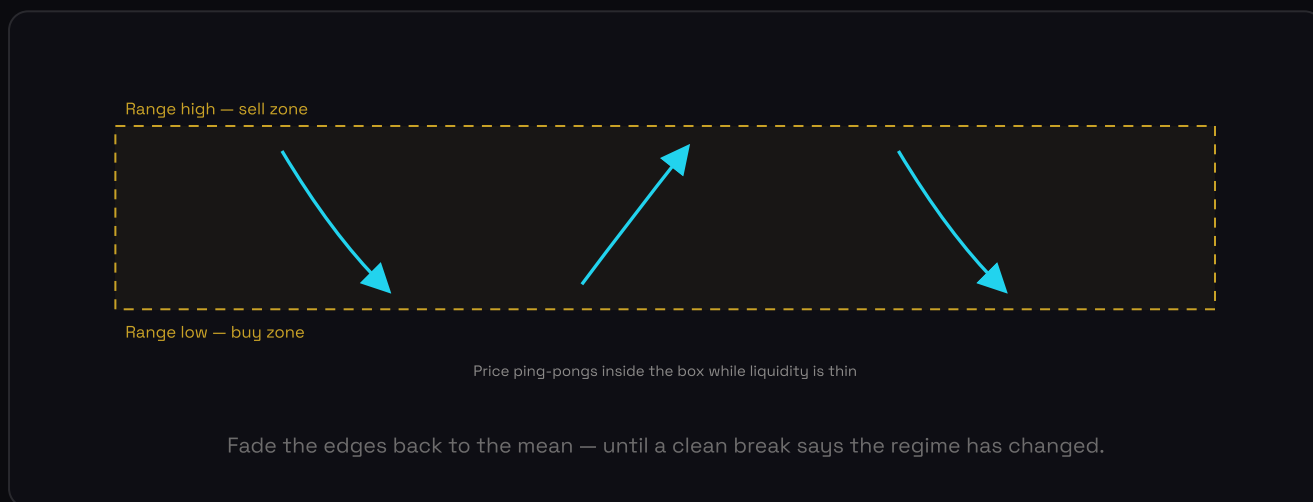 Range high — sell zone
Range low — buy zone
Price ping-pongs inside the box while liquidity is thin
Fade the edges back to the mean — until a clean break says the regime has changed.